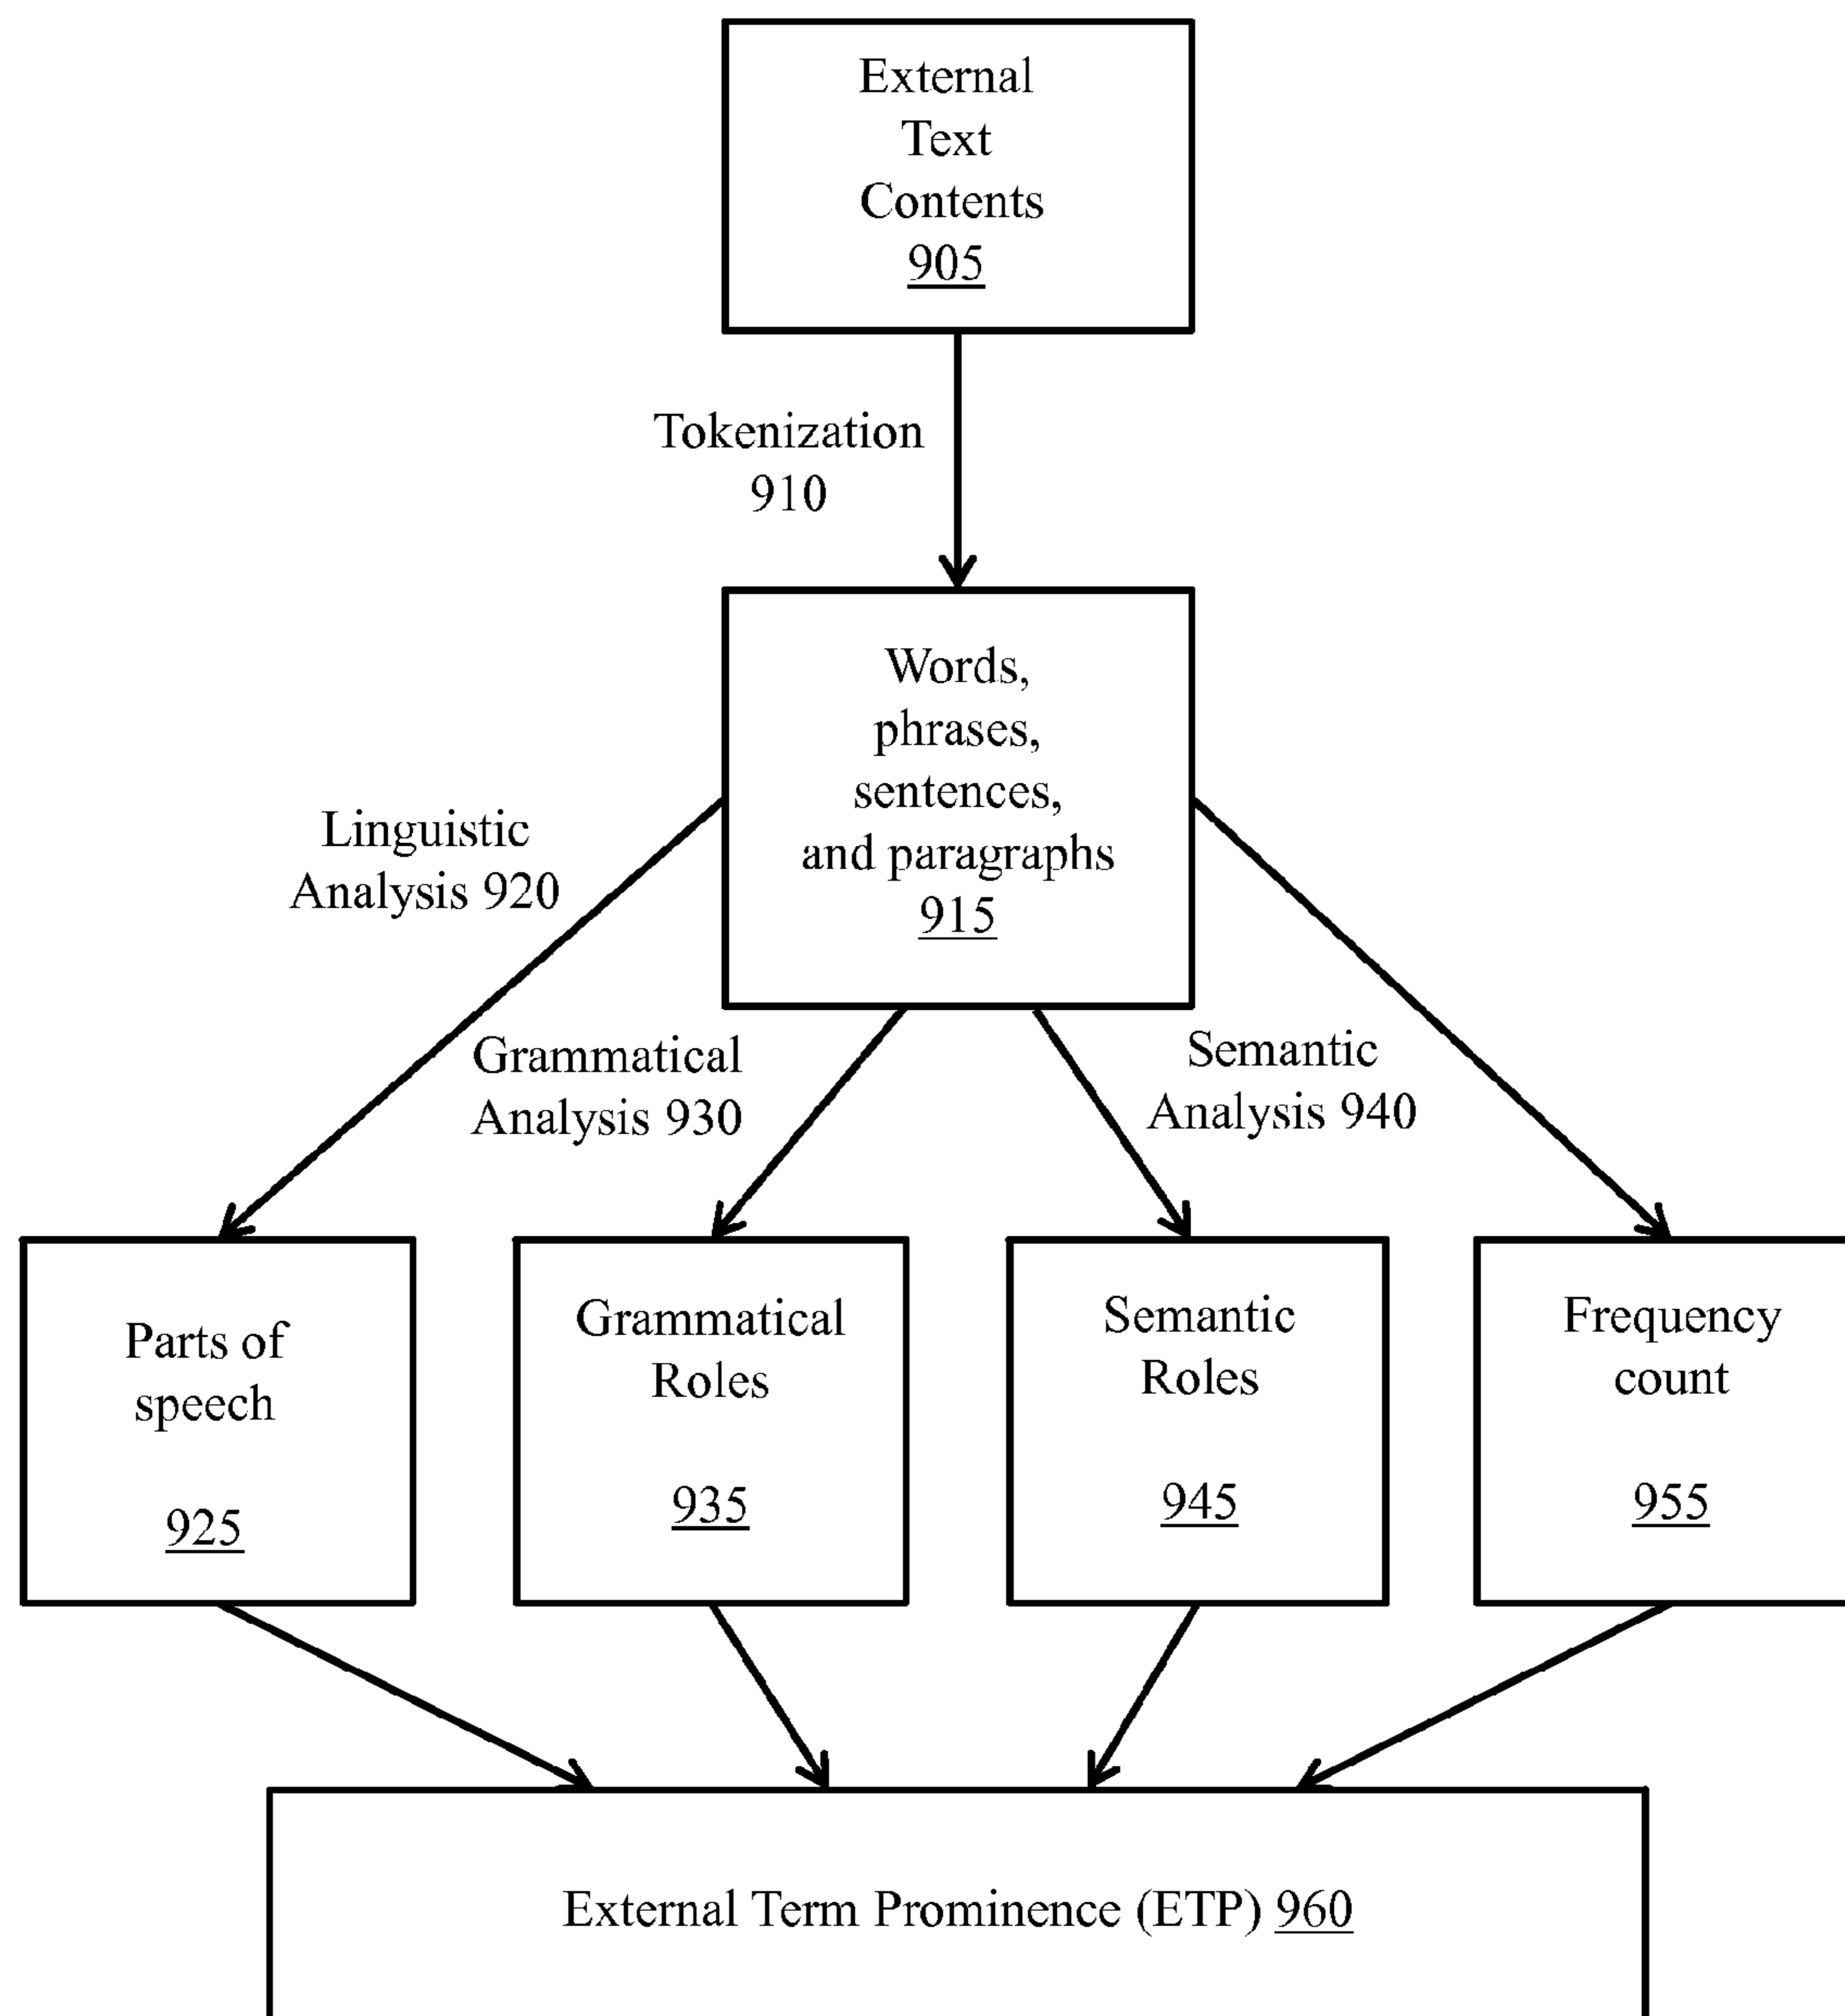 External
Text
Contents
905
Tokenization
910
Words,
phrases,
sentences,
and paragraphs
915
Linguistic
Analysis 920
Grammatical
Analysis 930
Semantic
Analysis 940
Parts of
speech
925
Grammatical
Roles
935
Semantic
Roles
945
Frequency
count
955
External Term Prominence (ETP) 960